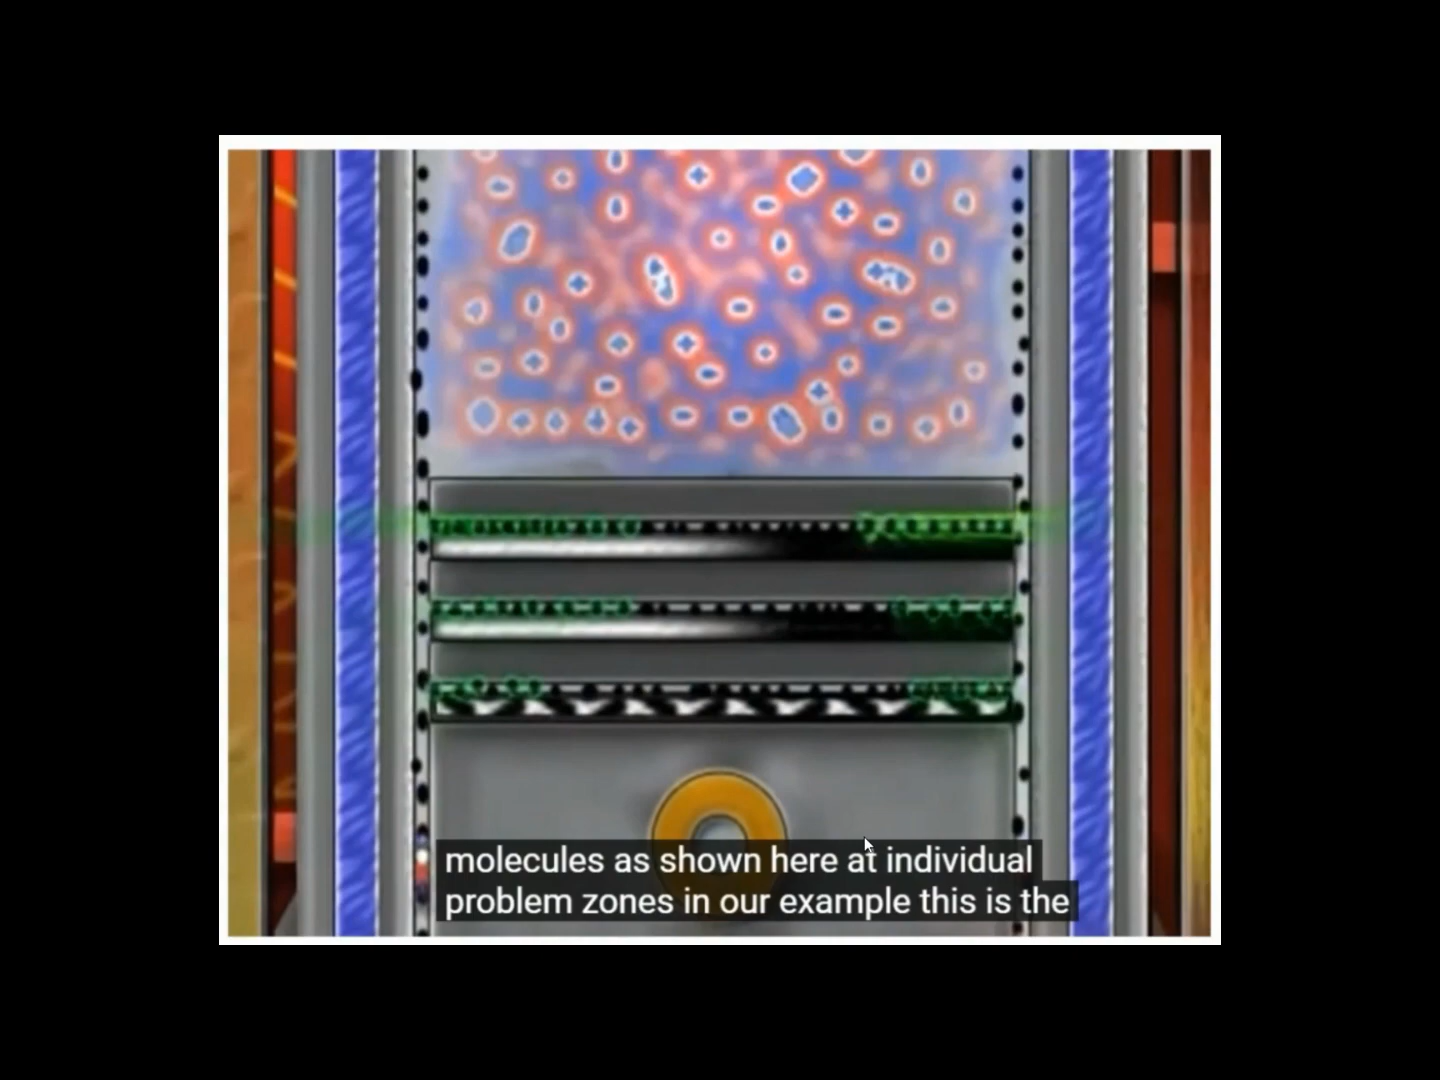 molecules as shown here at individual
problem zones in our example this is the